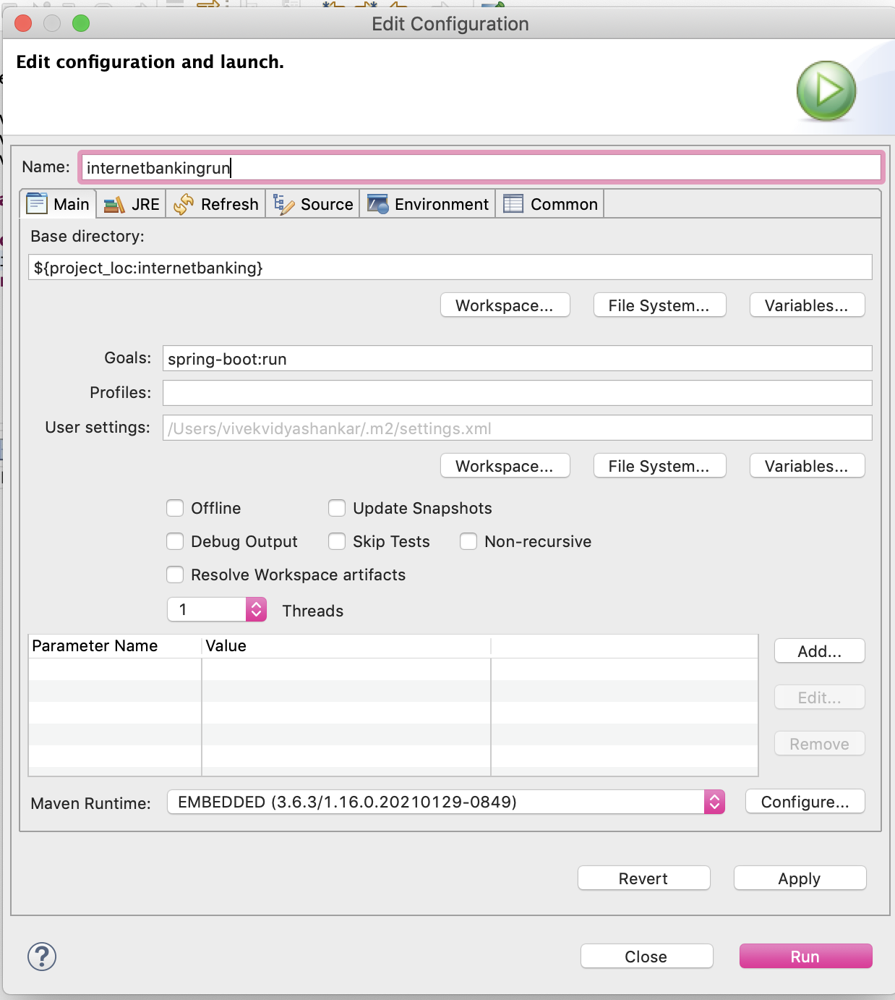 Edit Configuration
Edit configuration and launch.
Name: internetbankingrun
Main JRE Refresh Source Environment Common
Base directory:
${project_loc:internetbanking}
Workspace... File System... Variables...
Goals: spring-boot:run
Profiles:
User settings: /Users/vivekvidyashankar/.m2/settings.xml
Workspace... File System... Variables...
Offline Update Snapshots
Debug Output Skip Tests Non-recursive
Resolve Workspace artifacts
1 Threads
Parameter Name Value
Add...
Edit...
Remove
Maven Runtime: EMBEDDED (3.6.3/1.16.0.20210129-0849) Configure...
Revert Apply
? Close Run